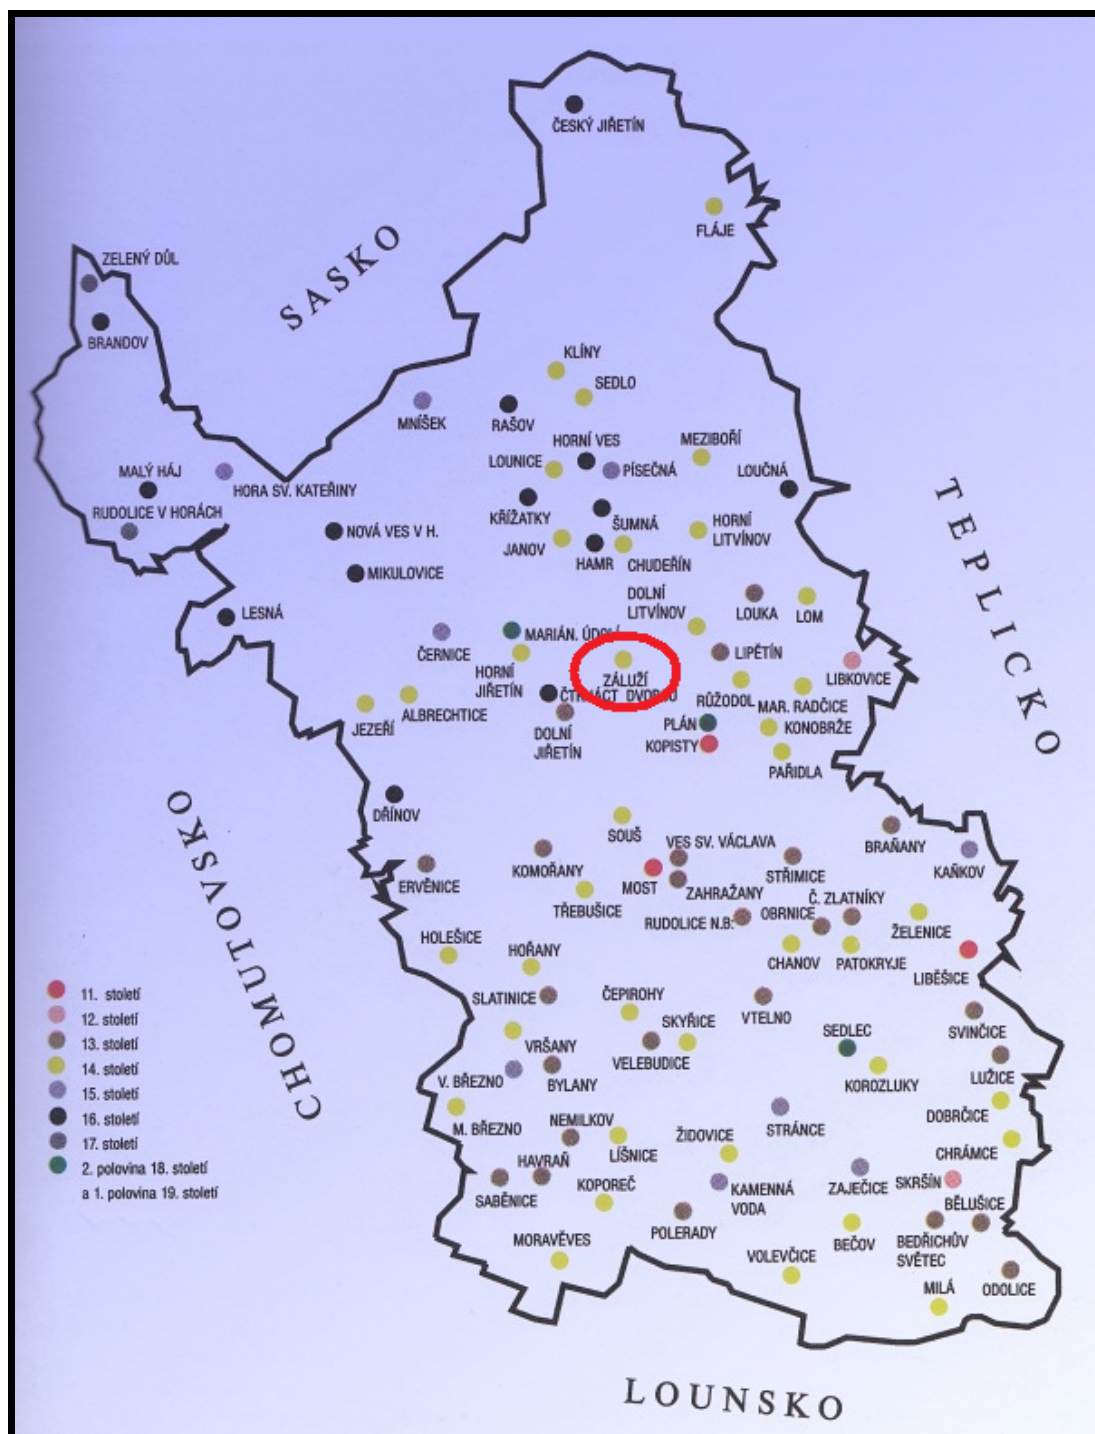 ČESKÝ JIŘETÍN
FLÁJE
SASKO
ZELENÝ DŮL
BRANDOV
KLÍNY
SEDLO
MNÍŠEK
RAŠOV
HORNÍ VES
MEZIBOŘÍ
LOUNICE
PÍSEČNÁ
LOUČNÁ
MALÝ HÁJ
HORA SV. KATEŘINY
RUDOLICE V HORÁCH
KŘÍŽATKY
ŠUMNÁ
HORNÍ
LITVÍNOV
NOVÁ VES V H.
JANOV
HAMR
CHUDEŘÍN
TEPLICKO
MIKULOVICE
DOLNÍ
LITVÍNOV
LOUKA
LOM
LESNÁ
MARIÁN. ÚDOLÍ
ČERNICE
LIPĚTÍN
HORNÍ
JIŘETÍN
ZÁLUŽÍ
LIBKOVICE
ČTRNÁCT DVORCŮ
RŮŽODOL
MAR. RADČICE
JEZEŘÍ
ALBRECHTICE
DOLNÍ
JIŘETÍN
PLÁN
KONOBRŽE
KOPISTY
PAŘIDLA
DŘÍNOV
CHOMUTOVSKO
SOUŠ
VES SV. VÁCLAVA
BRAŇANY
KOMOŘANY
STŘIMICE
KAŇKOV
ERVĚNICE
MOST
ZAHRAŽANY
TŘEBUŠICE
Č. ZLATNÍKY
OBRNICE
RUDOLICE N.B.
ŽELENICE
HOLEŠICE
HOŘANY
CHANOV
PATOKRYJE
LIBĚŠICE
SLATINICE
ČEPIROHY
VTELNO
SKYŘICE
SEDLEC
SVINČICE
VRŠANY
VELEBUDICE
V. BŘEZNO
BYLANY
KOROZLUKY
LUŽICE
DOBRČICE
M. BŘEZNO
NEMILKOV
LÍŠNICE
ŽIDOVICE
STRÁNCE
CHRÁMCE
HAVRAŇ
SABĚNICE
KOPOREČ
KAMENNÁ
VODA
ZAJEČICE
SKRŠÍN
BĚLUŠICE
POLERADY
MORAVĚVES
VOLEVČICE
BEČOV
BEDŘICHŮV
SVĚTEC
MILÁ
ODOLICE
11. století
12. století
13. století
14. století
15. století
16. století
17. století
2. polovina 18. století
a 1. polovina 19. století
LOUNSKO